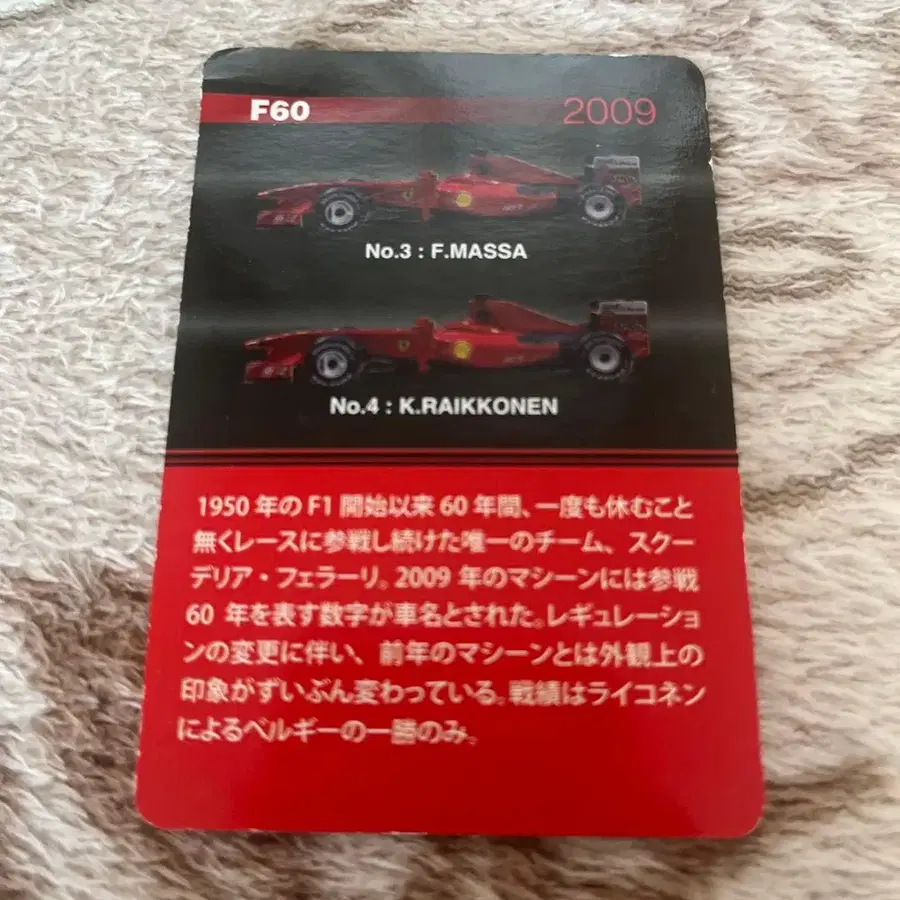 F60 2009
No.3 : F.MASSA
No.4 : K.RAIKKONEN
1950 年の F1 開始以来 60 年間、一度も休むこと
無くレースに参戦し続けた唯一のチーム、スクー
デリア・フェラーリ。2009 年のマシーンには参戦
60 年を表す数字が車名とされた。レギュレーショ
ンの変更に伴い、前年のマシーンとは外観上の
印象がずいぶん変わっている。戦績はライコネン
によるベルギーの一勝のみ。